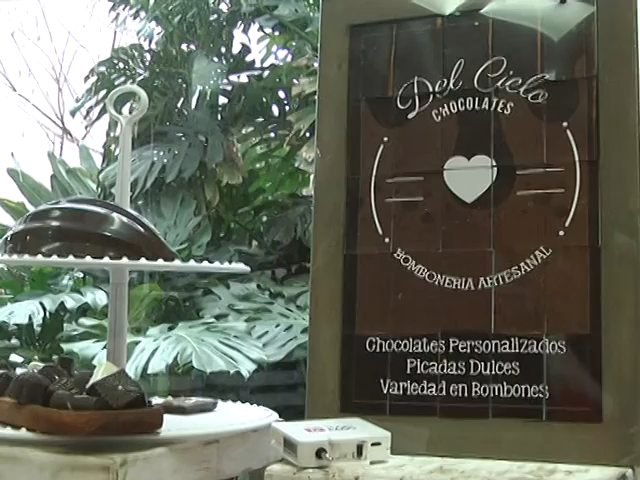 Del Cielo
CHOCOLATES
BOMBONERIA ARTESANAL
Chocolates Personalizados
Picadas Dulces
Variedad en Bombones